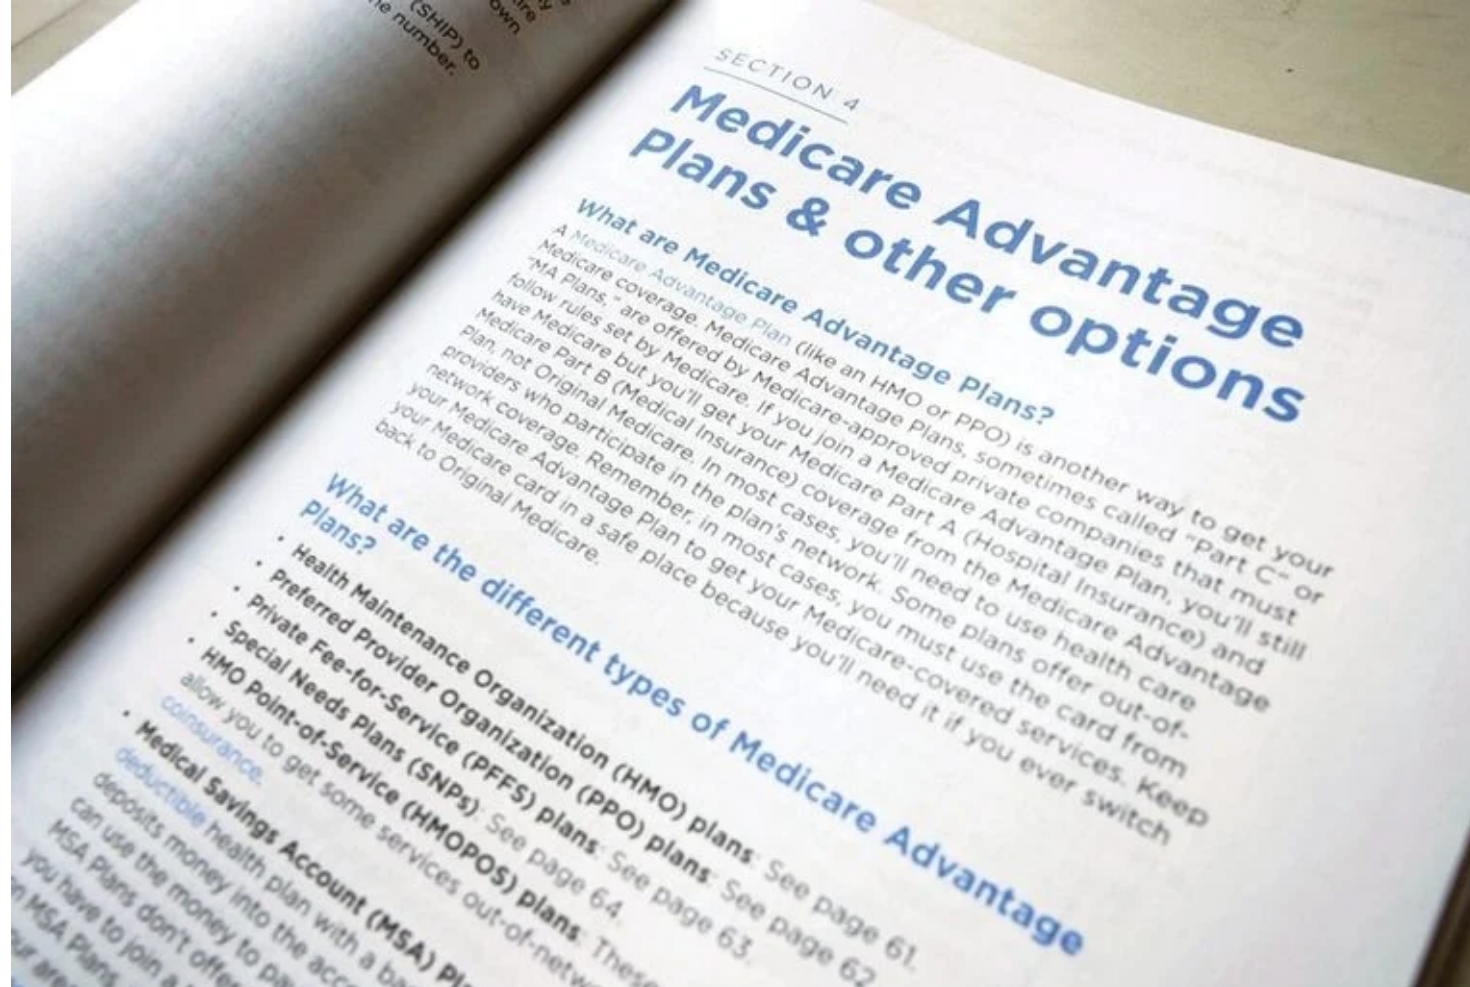 own
(SHIP) to
number.
SECTION 4
Medicare Advantage
Plans & other options
What are Medicare Advantage Plans?
A Medicare Advantage Plan (like an HMO or PPO) is another way to get your
Medicare coverage. Medicare Advantage Plans, sometimes called “Part C” or
“MA Plans,” are offered by Medicare-approved private companies that must
follow rules set by Medicare. If you join a Medicare Advantage Plan, you’ll still
have Medicare but you’ll get your Medicare Part A (Hospital Insurance) and
Medicare Part B (Medical Insurance) coverage from the Medicare Advantage
Plan, not Original Medicare. In most cases, you’ll need to use health care
providers who participate in the plan’s network. Some plans offer out-of-
network coverage. Remember, in most cases, you must use the card from
your Medicare Advantage Plan to get your Medicare-covered services. Keep
your Medicare card in a safe place because you’ll need it if you ever switch
back to Original Medicare.
What are the different types of Medicare Advantage
Plans?
• Health Maintenance Organization (HMO) plans: See page 61.
• Preferred Provider Organization (PPO) plans: See page 62
• Private Fee-for-Service (PFFS) plans: See page 63.
• Special Needs Plans (SNPs): See page 64.
• HMO Point-of-Service (HMOPOS) plans: These
allow you to get some services out-of-netw
coinsurance.
• Medical Savings Account (MSA) Pl
deductible health plan with a ba
deposits money into the acco
can use the money to pa
MSA Plans don’t offe
you have to join a
MSA Plans,